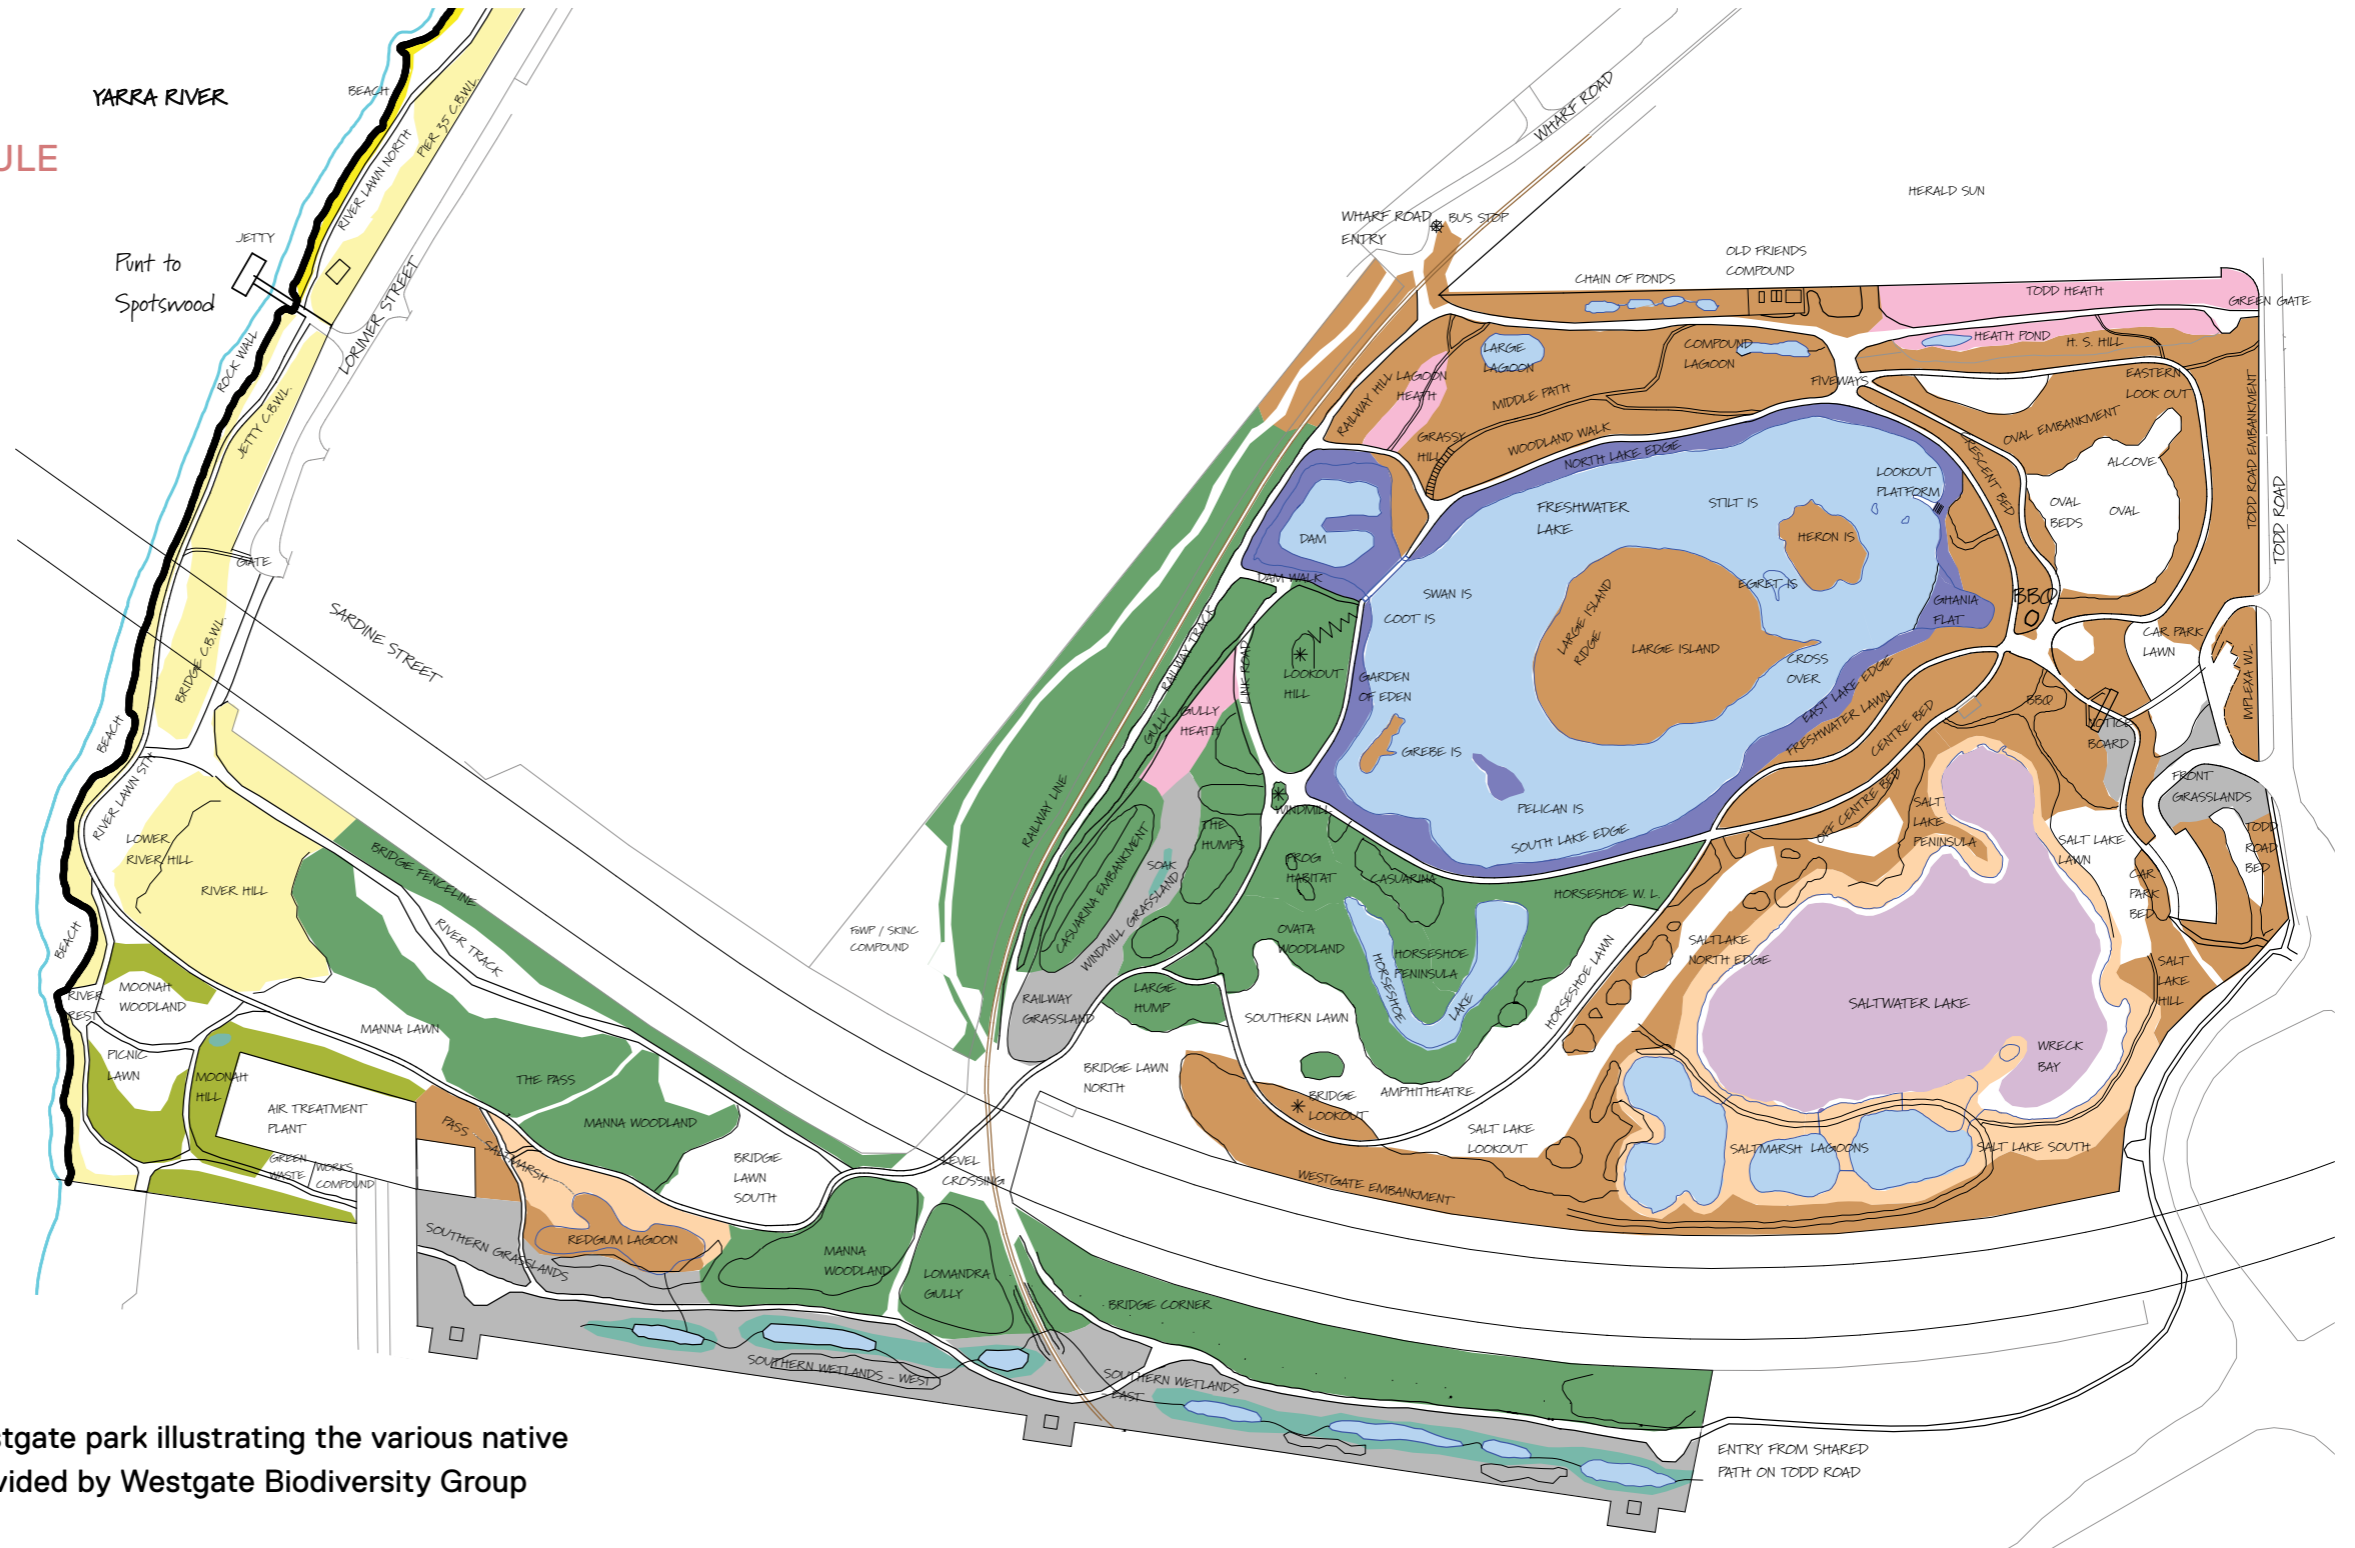 YARRA RIVER
ULE
BEACH
RIVER LAWN NORTH
PIER 35 C.B.W.L.
JETTY
Punt to
Spotswood
LORIMER STREET
ROCK WALL
JETTY C.B.W.L.
GATE
SARDINE STREET
BRIDGE C.B.W.L.
BEACH
RIVER LAWN STH
LOWER
RIVER HILL
RIVER HILL
BRIDGE FENCELINE
RIVER TRACK
BEACH
RIVER
REST
MOONAH
WOODLAND
MANNA LAWN
PICNIC
LAWN
MOONAH
HILL
AIR TREATMENT
PLANT
GREEN
WASTE
WORKS
COMPOUND
THE PASS
MANNA WOODLAND
PASS - SALTMARSH
BRIDGE
LAWN
SOUTH
REDGUM LAGOON
SOUTHERN GRASSLANDS
MANNA
WOODLAND
LOMANDRA
GULLY
LEVEL
CROSSING
SOUTHERN WETLANDS - WEST
SOUTHERN WETLANDS
- EAST
BRIDGE CORNER
WHARF ROAD
WHARF ROAD
ENTRY
BUS STOP
HERALD SUN
OLD FRIENDS
COMPOUND
CHAIN OF PONDS
TODD HEATH
GREEN GATE
HEATH POND
H. S. HILL
LARGE
LAGOON
COMPOUND
LAGOON
FIVEWAYS
EASTERN
LOOK OUT
RAILWAY HILL
LAGOON
HEATH
MIDDLE PATH
GRASSY
HILL
WOODLAND WALK
NORTH LAKE EDGE
OVAL EMBANKMENT
CRESCENT BED
ALCOVE
OVAL
BEDS
OVAL
TODD ROAD EMBANKMENT
TODD ROAD
LOOKOUT
PLATFORM
FRESHWATER
LAKE
STILT IS
HERON IS
DAM
DAM WALK
SWAN IS
COOT IS
EGRET IS
GHANIA
FLAT
BBQ
LARGE ISLAND
RIDGE
LARGE ISLAND
CROSS
OVER
CAR PARK
LAWN
IMPLEXA WL.
RAILWAY TRACK
LINK ROAD
LOOKOUT
HILL
GARDEN
OF EDEN
EAST LAKE EDGE
FRESHWATER LAWN
CENTRE BED
BBQ
NOTICE
BOARD
GULLY
GULLY
HEATH
GREBE IS
PELICAN IS
SOUTH LAKE EDGE
OFF CENTRE BED
FRONT
GRASSLANDS
RAILWAY LINE
WINDMILL
THE
HUMPS
SALT
LAKE
PENINSULA
SALT LAKE
LAWN
TODD
ROAD
BED
CASUARINA EMBANKMENT
SOAK
WINDMILL GRASSLAND
FROG
HABITAT
CASUARINA
HORSESHOE W. L.
CAR
PARK
BED
OVATA
WOODLAND
HORSESHOE
PENINSULA
HORSESHOE
LAKE
HORSESHOE LAWN
SALTLAKE
NORTH EDGE
SALT
LAKE
HILL
SALTWATER LAKE
RAILWAY
GRASSLAND
LARGE
HUMP
SOUTHERN LAWN
WRECK
BAY
BRIDGE LAWN
NORTH
BRIDGE
LOOKOUT
AMPHITHEATRE
SALT LAKE
LOOKOUT
SALTMARSH LAGOONS
SALT LAKE SOUTH
WESTGATE EMBANKMENT
ENTRY FROM SHARED
PATH ON TODD ROAD
stgate park illustrating the various native
vided by Westgate Biodiversity Group